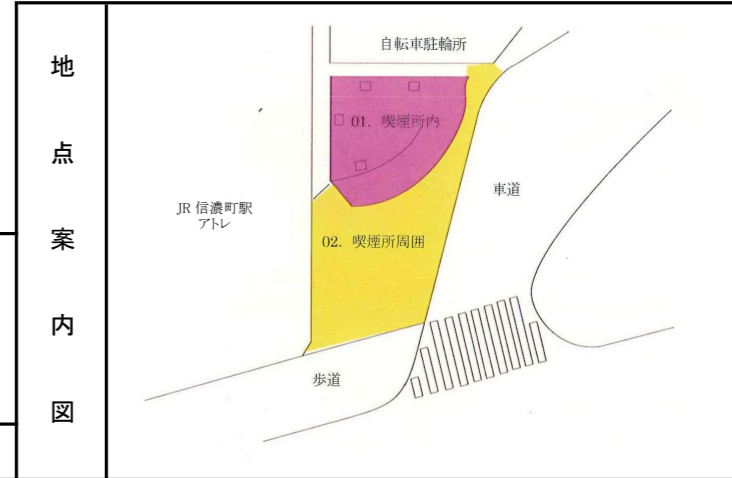 地点案内図
自転車駐輪所
01. 喫煙所内
車道
JR 信濃町駅
アトレ
02. 喫煙所周囲
歩道